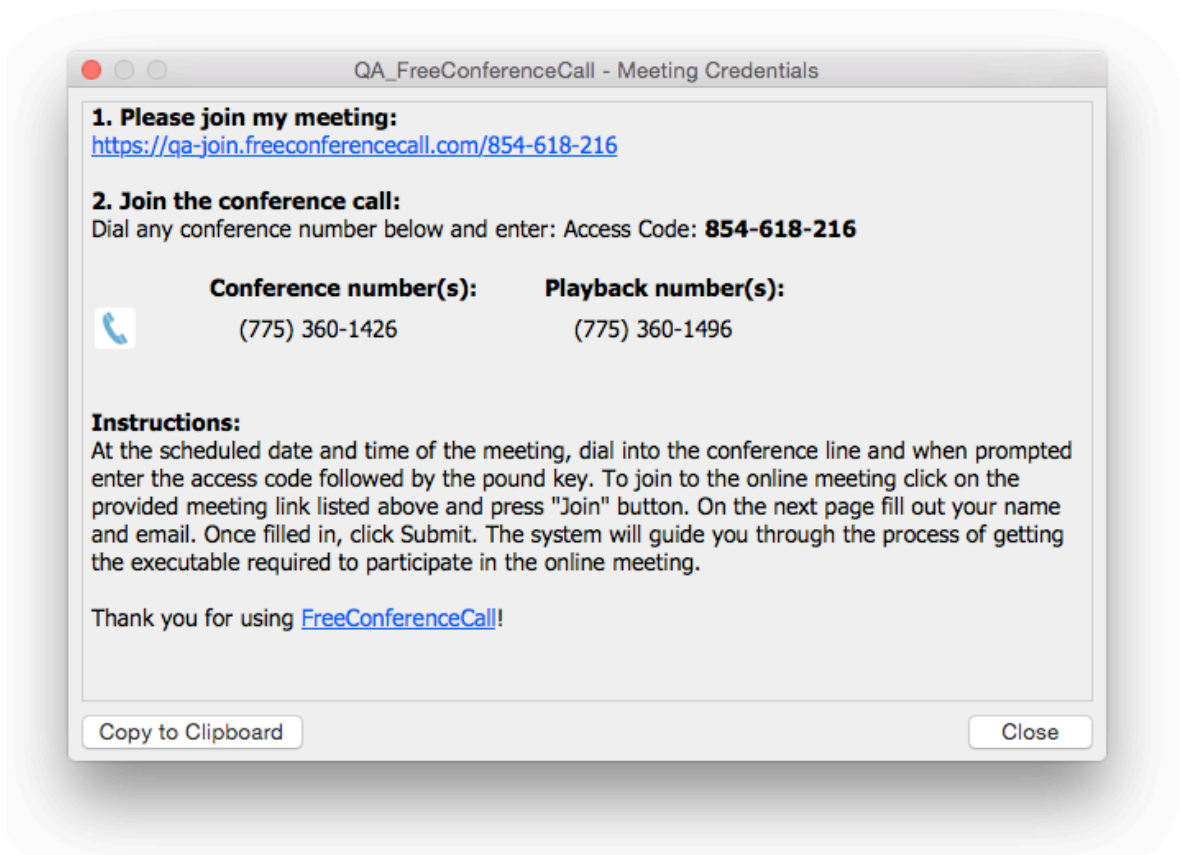 QA_FreeConferenceCall - Meeting Credentials
1. Please join my meeting:
https://qa-join.freeconferencecall.com/854-618-216
2. Join the conference call:
Dial any conference number below and enter: Access Code: 854-618-216
Conference number(s): Playback number(s):
(775) 360-1426 (775) 360-1496
Instructions:
At the scheduled date and time of the meeting, dial into the conference line and when prompted
enter the access code followed by the pound key. To join to the online meeting click on the
provided meeting link listed above and press "Join" button. On the next page fill out your name
and email. Once filled in, click Submit. The system will guide you through the process of getting
the executable required to participate in the online meeting.
Thank you for using FreeConferenceCall!
Copy to Clipboard Close